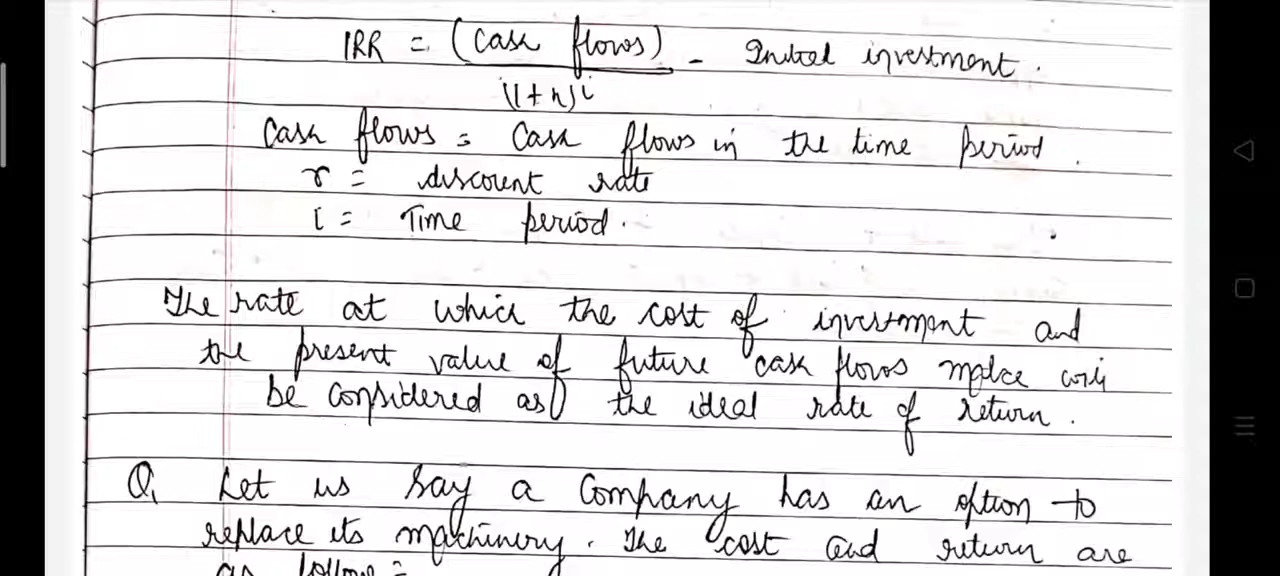 IRR = (Cash flows) - Initial investment.
(1+r)i
Cash flows = Cash flows in the time period.
r = discount rate
i = Time period.
The rate at which the cost of investment and
the present value of future cash flows make will
be considered as the ideal rate of return.
Q. Let us say a Company has an option to
replace its machinery. The cost and return are
as follows =